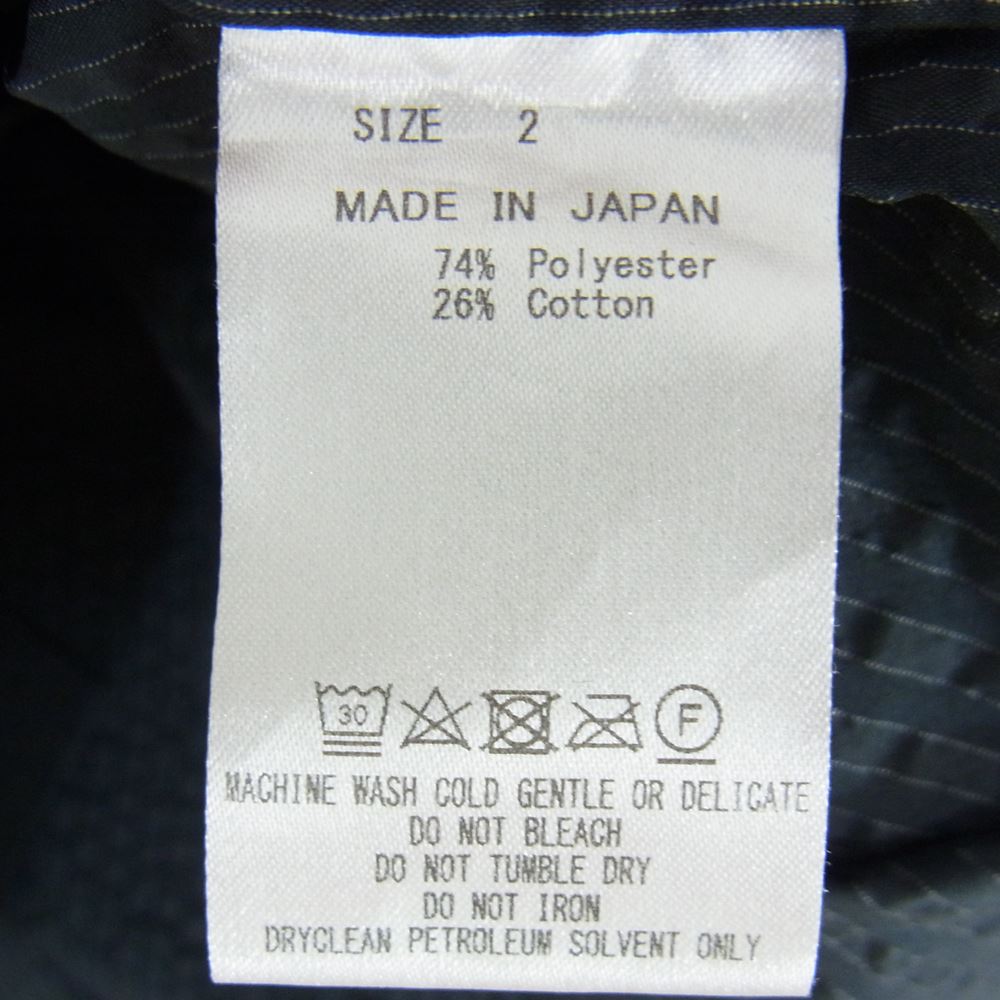 SIZE 2
MADE IN JAPAN
74% Polyester
26% Cotton
30 F
MACHINE WASH COLD GENTLE OR DELICATE
DO NOT BLEACH
DO NOT TUMBLE DRY
DO NOT IRON
DRYCLEAN PETROLEUM SOLVENT ONLY